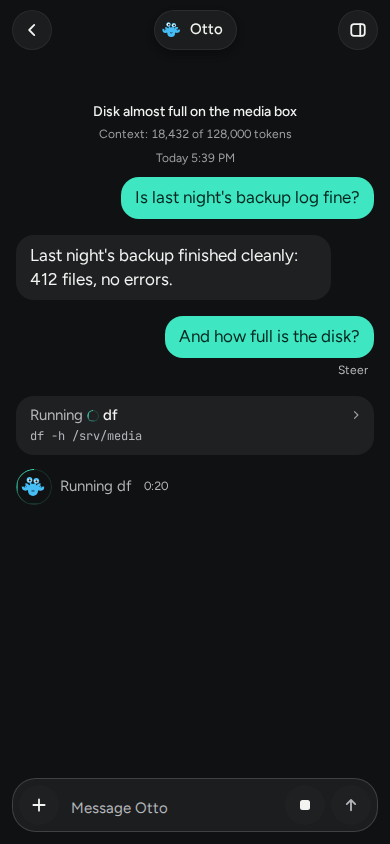 Otto
Disk almost full on the media box
Context: 18,432 of 128,000 tokens
Today 5:39 PM
Is last night's backup log fine?
Last night's backup finished cleanly:
412 files, no errors.
And how full is the disk?
Steer
Running df
df -h /srv/media
Running df 0:20
Message Otto